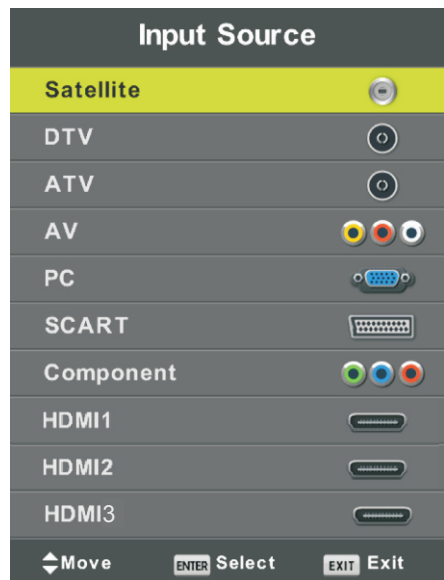 Input Source
Satellite
DTV
ATV
AV
PC
SCART
Component
HDMI1
HDMI2
HDMI3
Move ENTER Select EXIT Exit